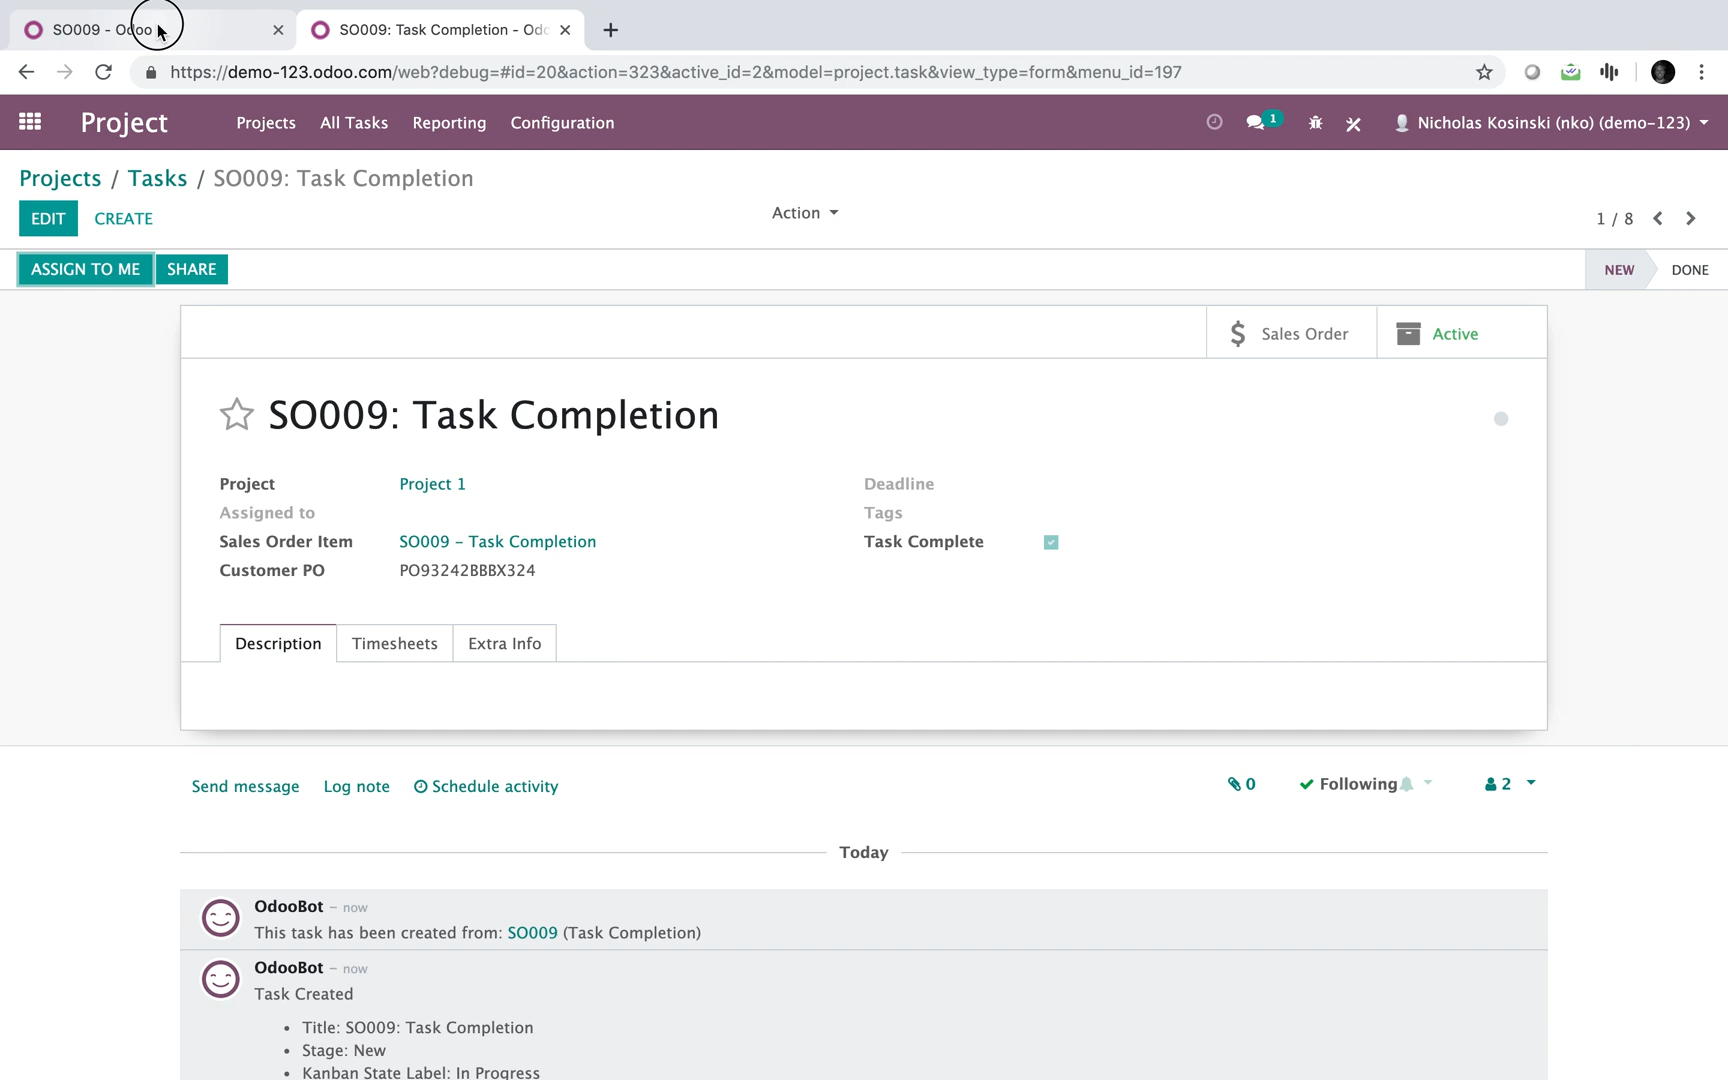 SO009 - Odoo
SO009: Task Completion - Odo
https://demo-123.odoo.com/web?debug=#id=20&action=323&active_id=2&model=project.task&view_type=form&menu_id=197
Project Projects All Tasks Reporting Configuration 1 Nicholas Kosinski (nko) (demo-123)
Projects / Tasks / SO009: Task Completion
EDIT CREATE Action 1 / 8
ASSIGN TO ME SHARE NEW DONE
$ Sales Order Active
SO009: Task Completion
Project Project 1 Deadline
Assigned to Tags
Sales Order Item SO009 – Task Completion Task Complete
Customer PO PO93242BBBX324
Description Timesheets Extra Info
Send message Log note Schedule activity 0 Following 2
Today
OdooBot – now
This task has been created from: SO009 (Task Completion)
OdooBot – now
Task Created
• Title: SO009: Task Completion
• Stage: New
• Kanban State Label: In Progress